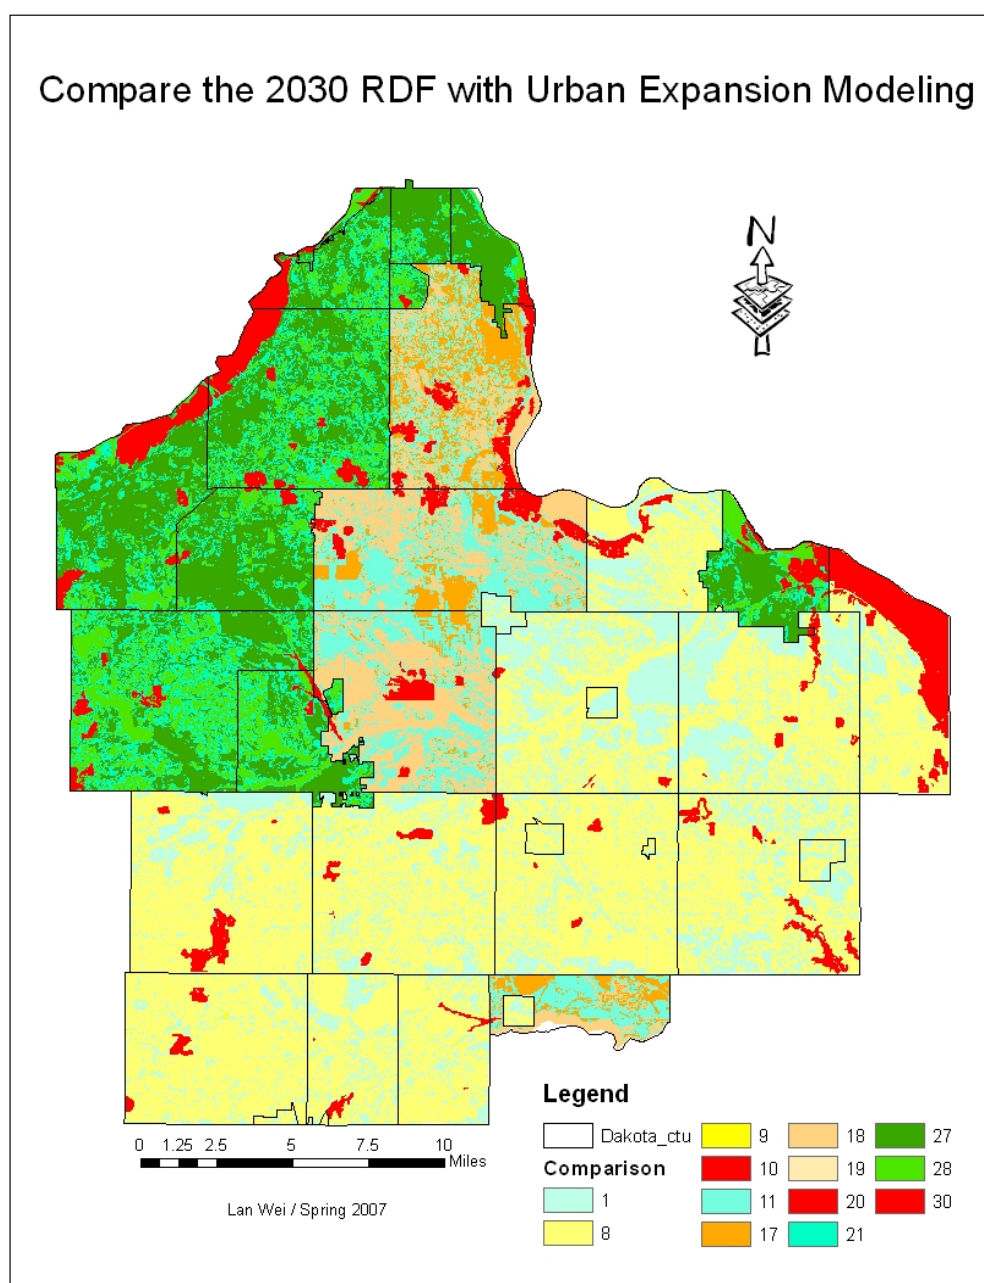 Compare the 2030 RDF with Urban Expansion Modeling
N
Legend
Dakota_ctu
Comparison
1
8
9
10
11
17
18
19
20
21
27
28
30
0 1.25 2.5 5 7.5 10
Miles
Lan Wei / Spring 2007